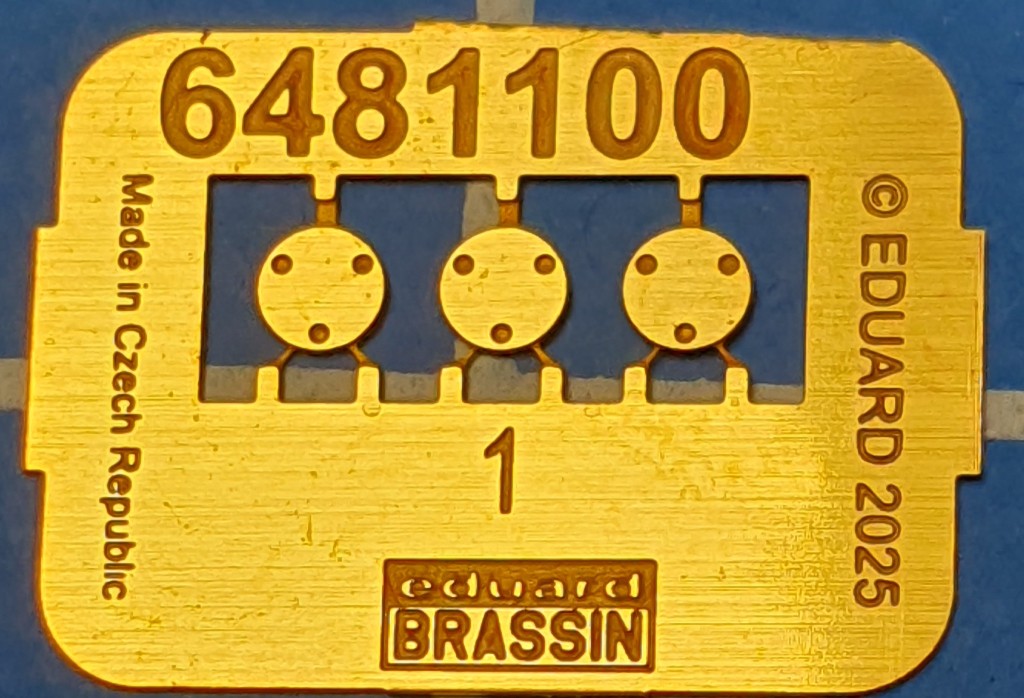 6481100
Made in Czech Republic
© EDUARD 2025
1
eduard
BRASSIN